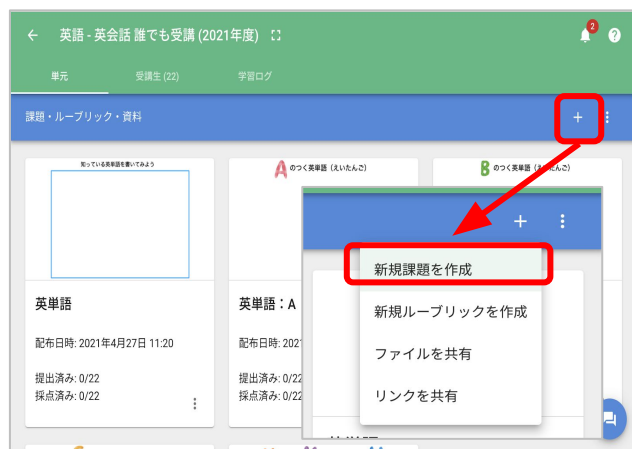 英語 - 英会話 誰でも受講 (2021年度)
2
単元 受講生 (22) 学習ログ
課題・ルーブリック・資料
知っている英単語を書いてみよう
A のつく英単語 (えいたんご)
B のつく英単語 (えいたんご)
英単語
配布日時: 2021年4月27日 11:20
提出済み: 0/22
採点済み: 0/22
英単語：A
配布日時: 202
提出済み: 0/22
採点済み: 0/22
新規課題を作成
新規ルーブリックを作成
ファイルを共有
リンクを共有